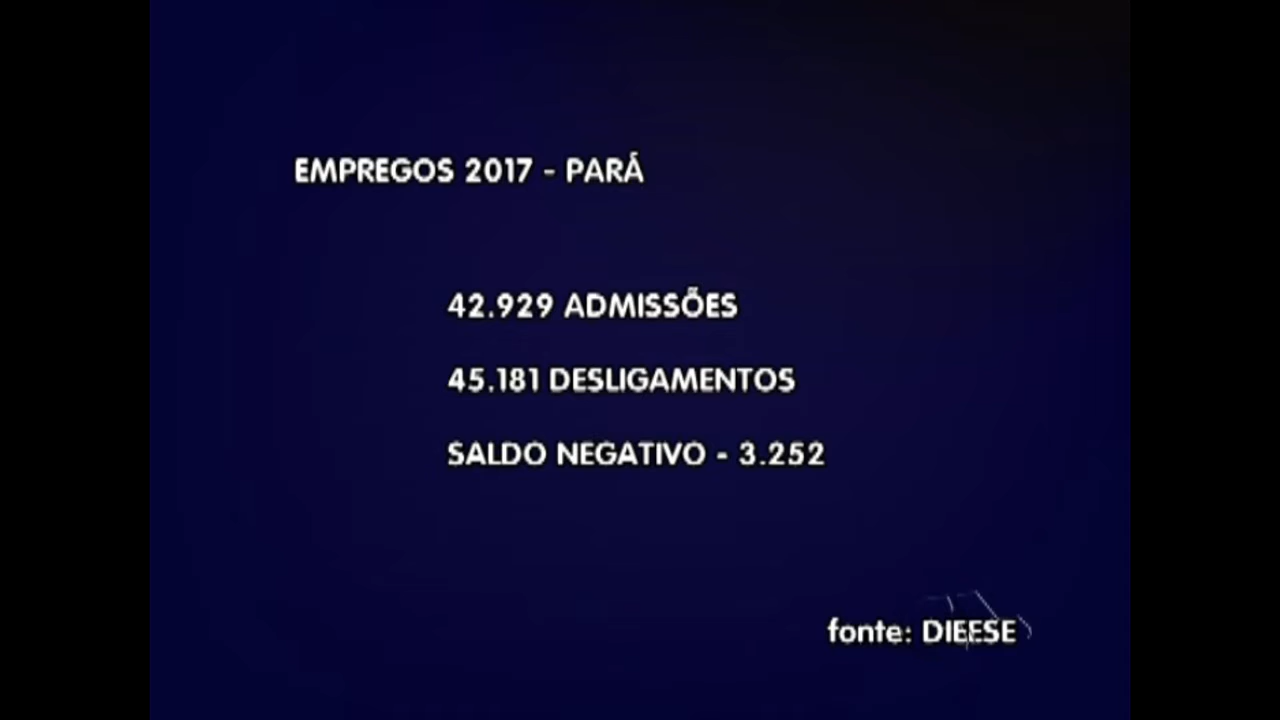 EMPREGOS 2017 - PARÁ
42.929 ADMISSÕES
45.181 DESLIGAMENTOS
SALDO NEGATIVO - 3.252
fonte: DIEESE